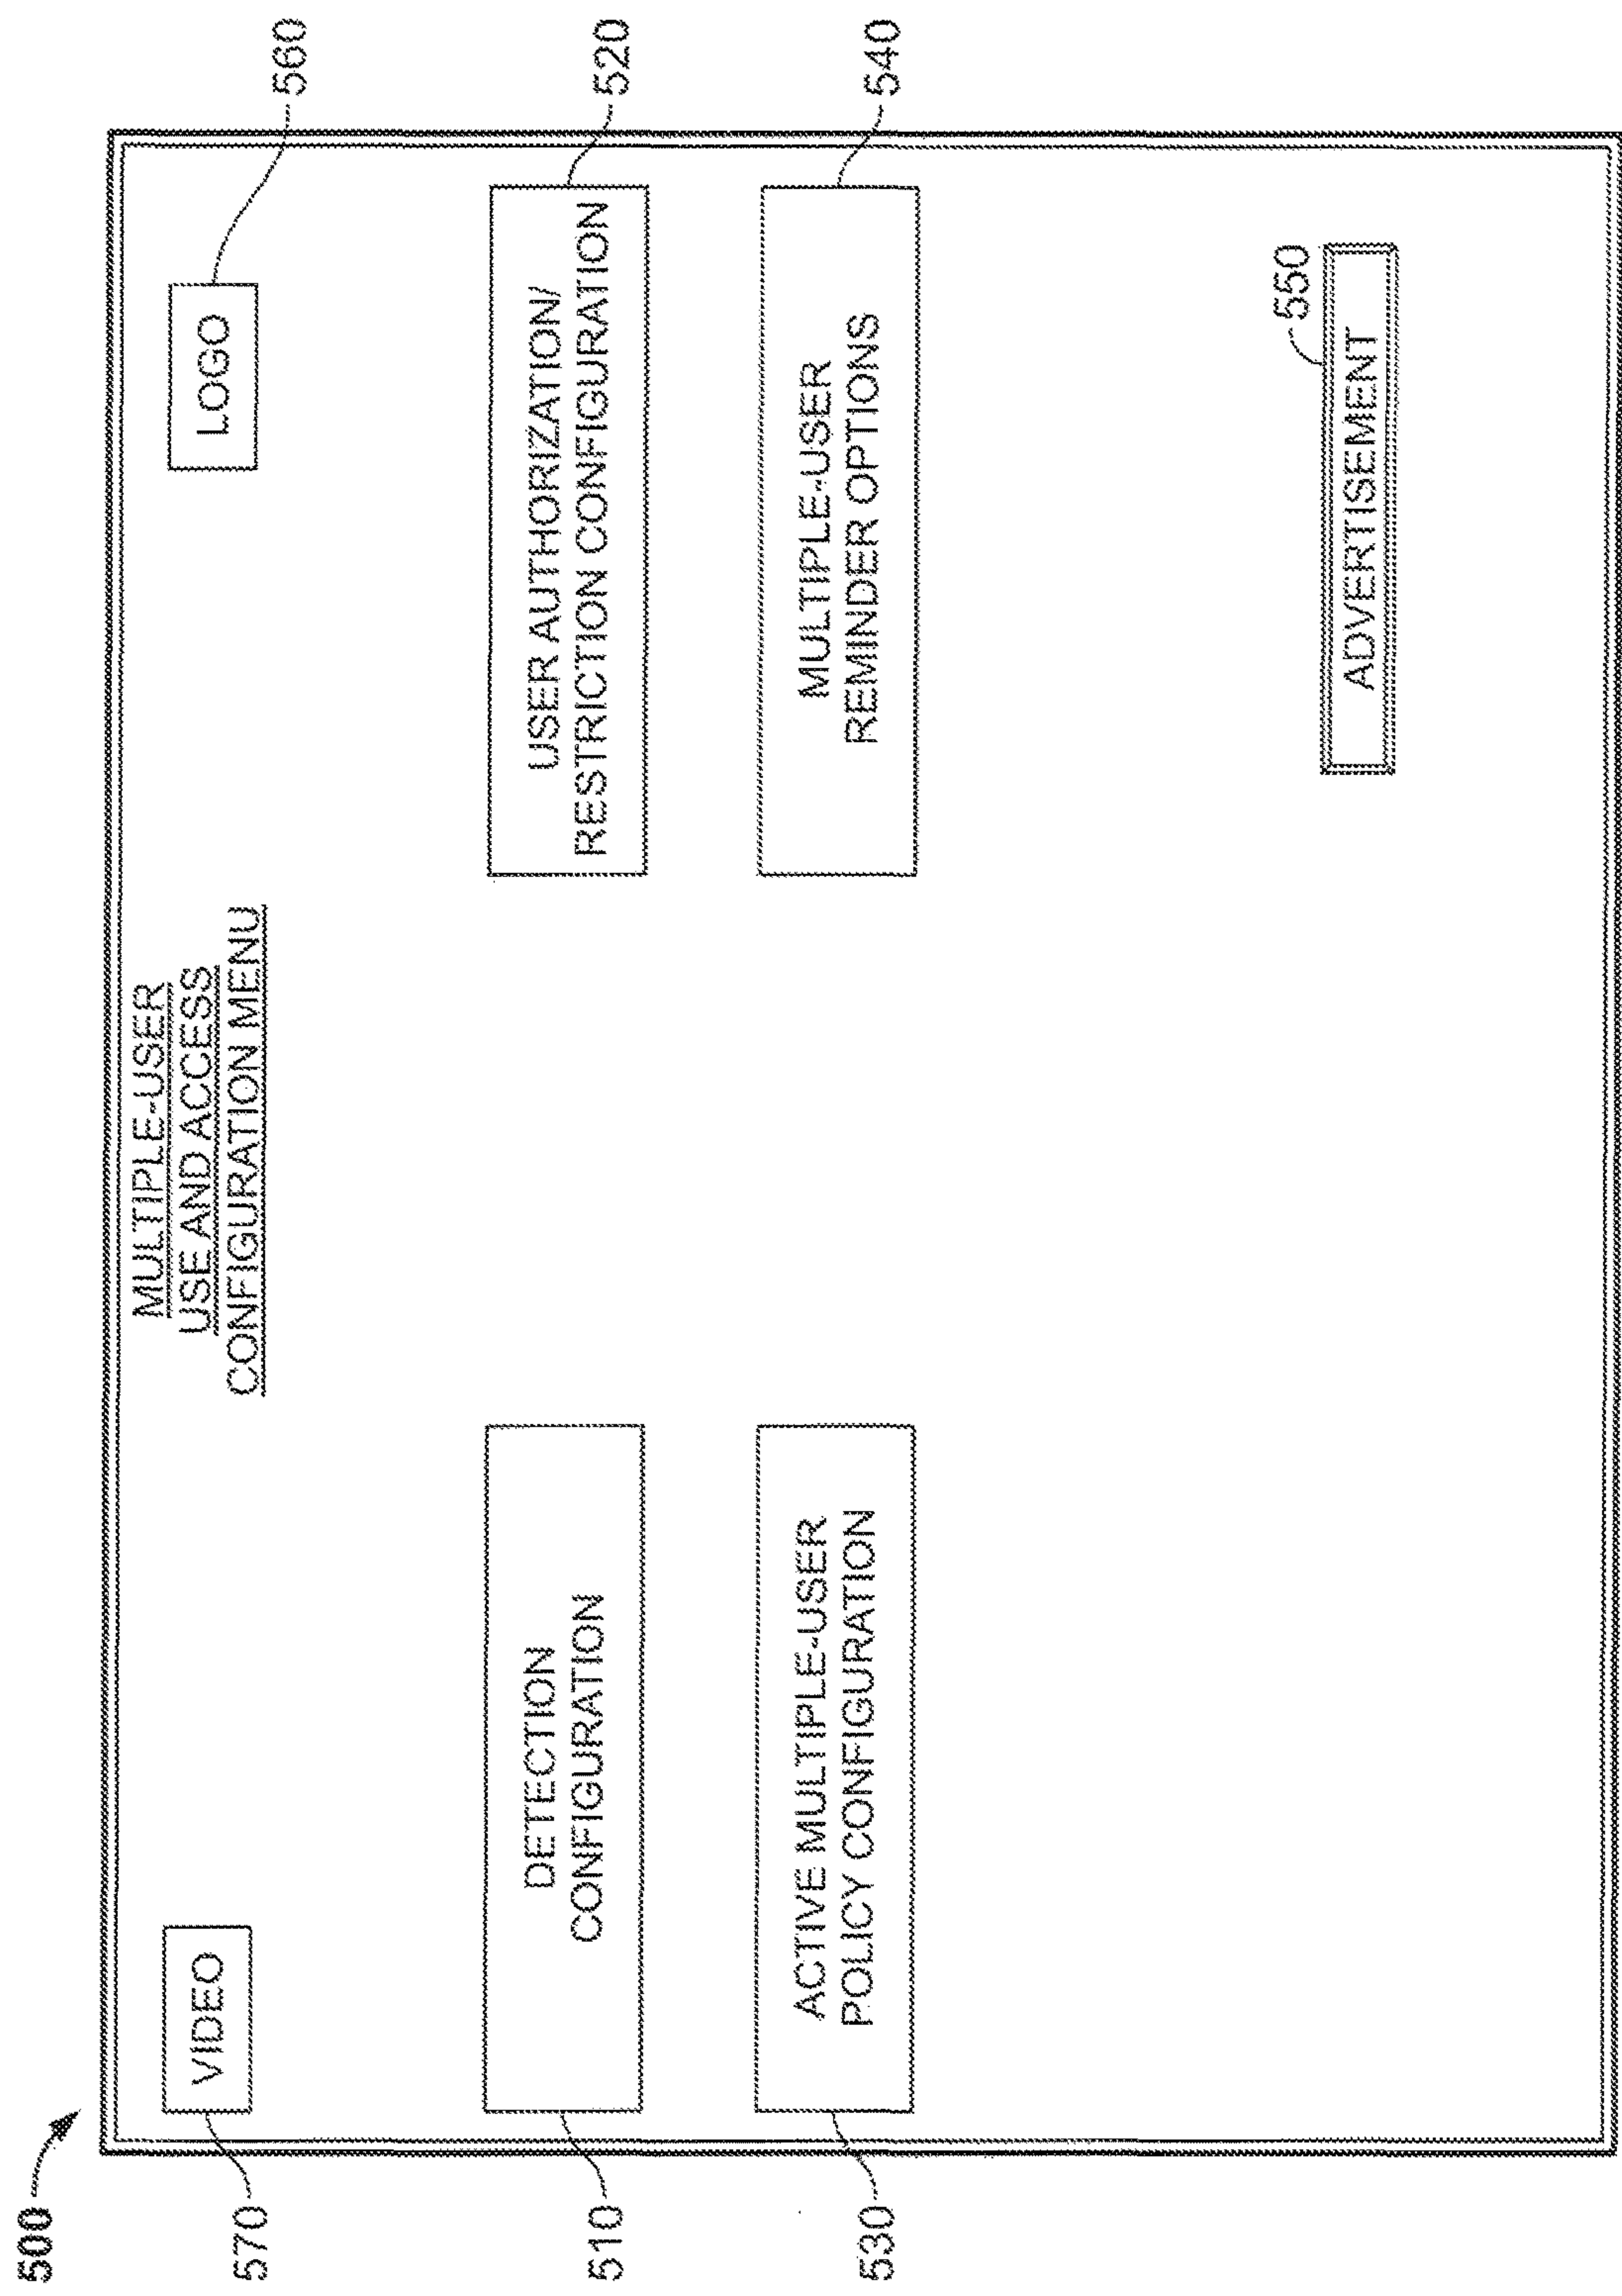 500
MULTIPLE-USER
USE AND ACCESS
CONFIGURATION MENU
570
VIDEO
LOGO
560
510
DETECTION
CONFIGURATION
USER AUTHORIZATION/
RESTRICTION CONFIGURATION
520
530
ACTIVE MULTIPLE-USER
POLICY CONFIGURATION
MULTIPLE-USER
REMINDER OPTIONS
540
550
ADVERTISEMENT